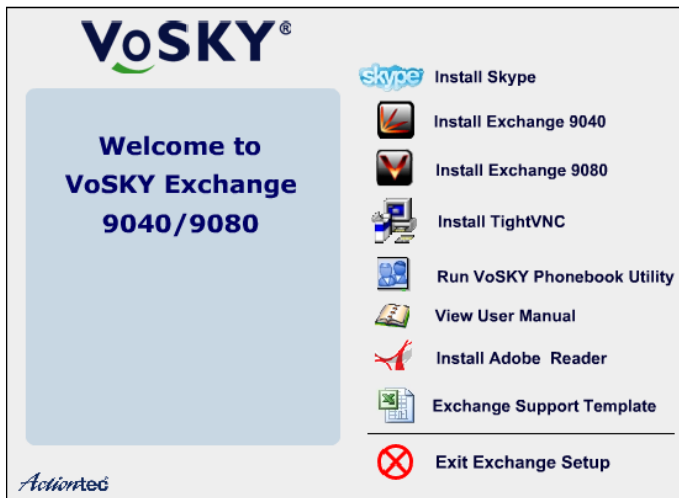 VoSKY®
Welcome to
VoSKY Exchange
9040/9080
skype Install Skype
Install Exchange 9040
Install Exchange 9080
Install TightVNC
Run VoSKY Phonebook Utility
View User Manual
Install Adobe Reader
Exchange Support Template
Exit Exchange Setup
Actiontec